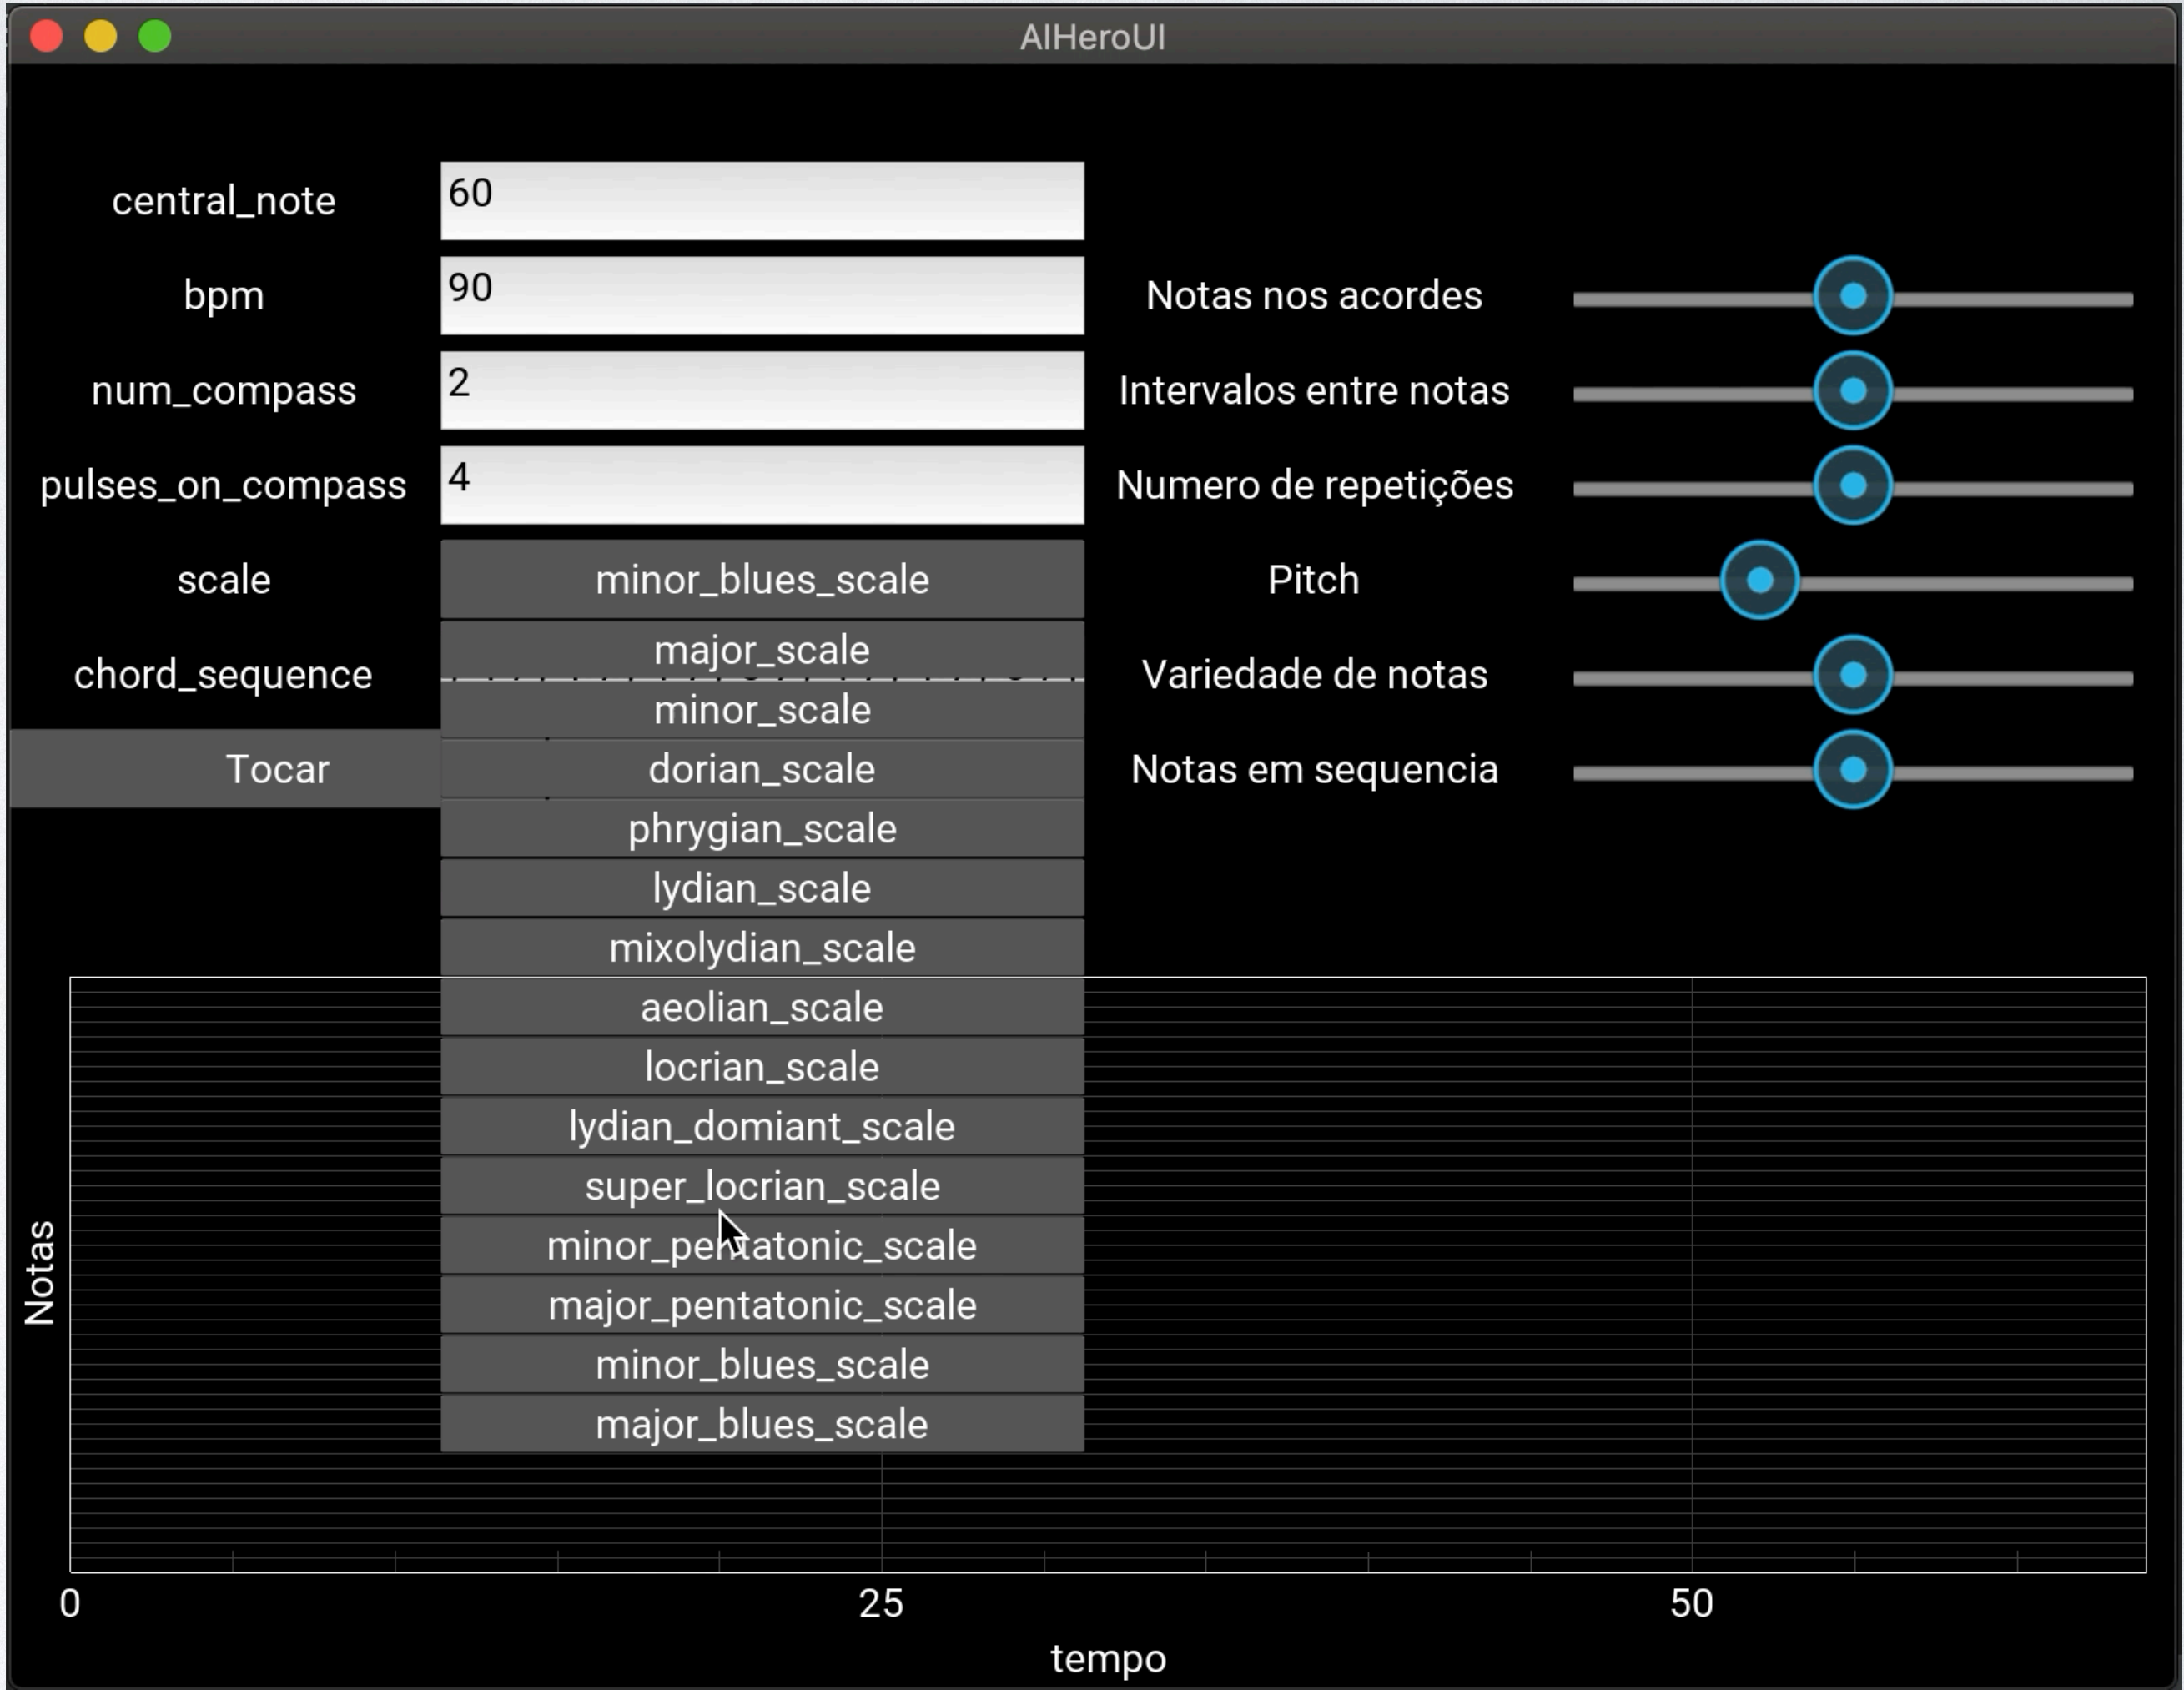 AIHeroUI
central_note
60
bpm
90
num_compass
2
pulses_on_compass
4
scale
minor_blues_scale
chord_sequence
Tocar
major_scale
minor_scale
dorian_scale
phrygian_scale
lydian_scale
mixolydian_scale
aeolian_scale
locrian_scale
lydian_domiant_scale
super_locrian_scale
minor_pentatonic_scale
major_pentatonic_scale
minor_blues_scale
major_blues_scale
Notas nos acordes
Intervalos entre notas
Numero de repetições
Pitch
Variedade de notas
Notas em sequencia
Notas
0 25 50
tempo